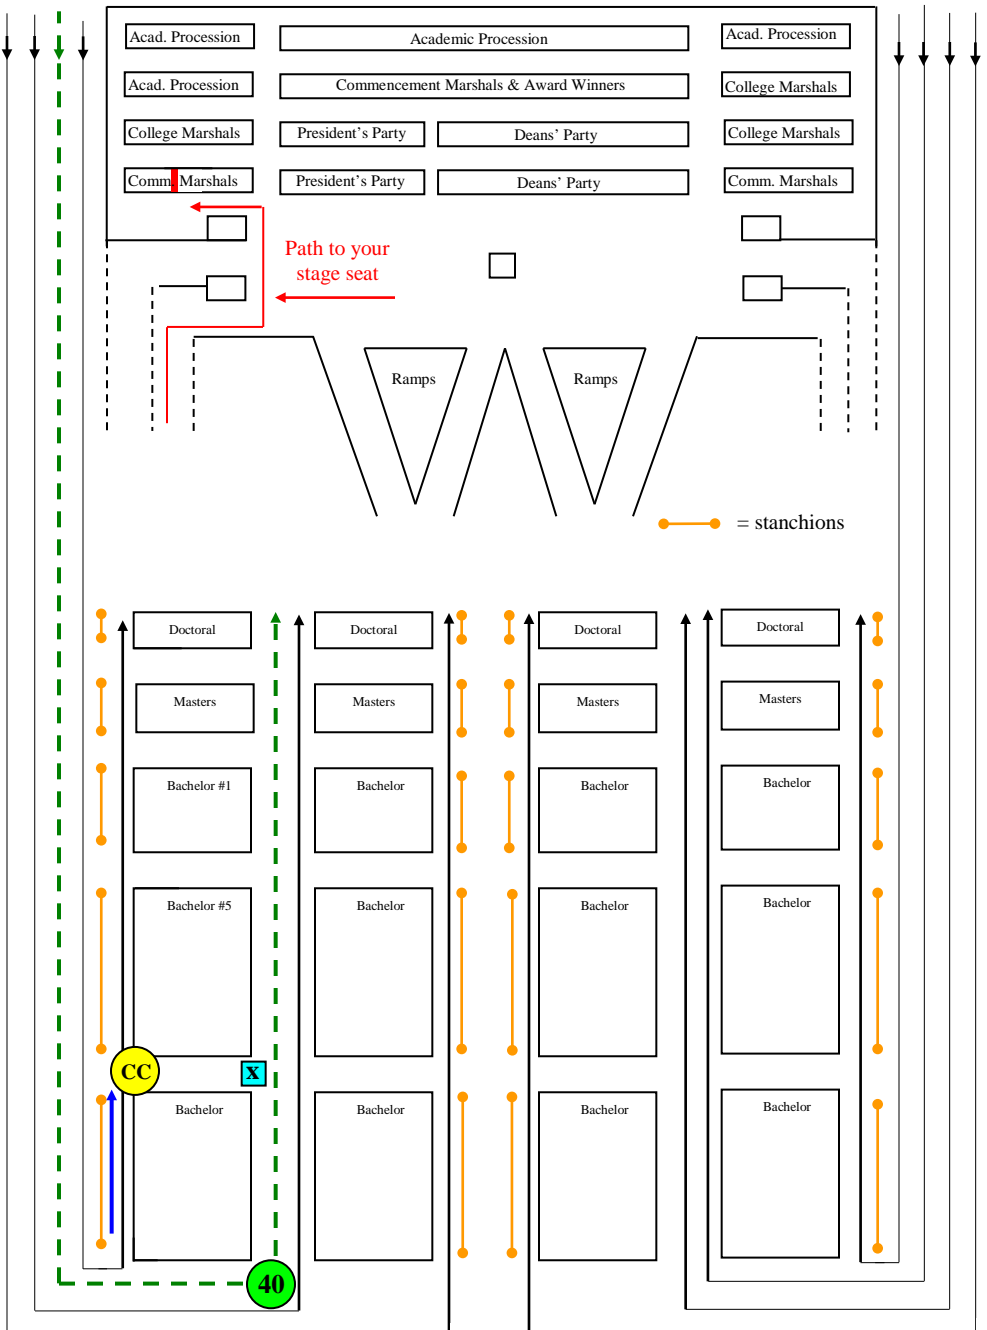 Acad. Procession
Academic Procession
Acad. Procession
Acad. Procession
Commencement Marshals & Award Winners
College Marshals
College Marshals
President's Party
Deans' Party
College Marshals
Comm. Marshals
President's Party
Deans' Party
Comm. Marshals
Path to your
stage seat
Ramps
Ramps
= stanchions
Doctoral
Doctoral
Doctoral
Doctoral
Masters
Masters
Masters
Masters
Bachelor #1
Bachelor
Bachelor
Bachelor
Bachelor #5
Bachelor
Bachelor
Bachelor
CC
X
Bachelor
Bachelor
Bachelor
Bachelor
40